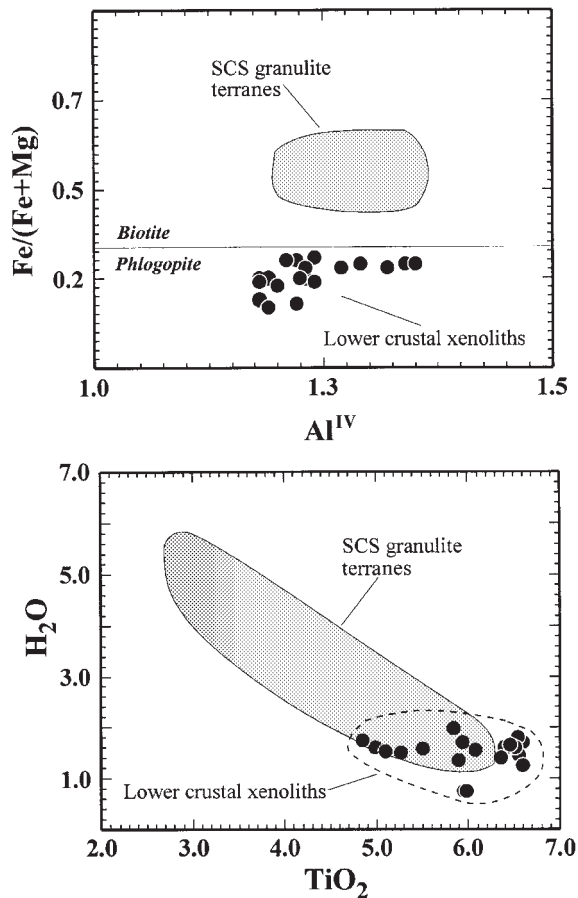 SCS granulite
terranes
0.7
0.5
0.2
Fe/(Fe+Mg)
Biotite
Phlogopite
Lower crustal xenoliths
1.0 1.3 1.5
Al^IV
7.0
5.0
3.0
1.0
H₂O
SCS granulite
terranes
Lower crustal xenoliths
2.0 3.0 4.0 5.0 6.0 7.0
TiO₂